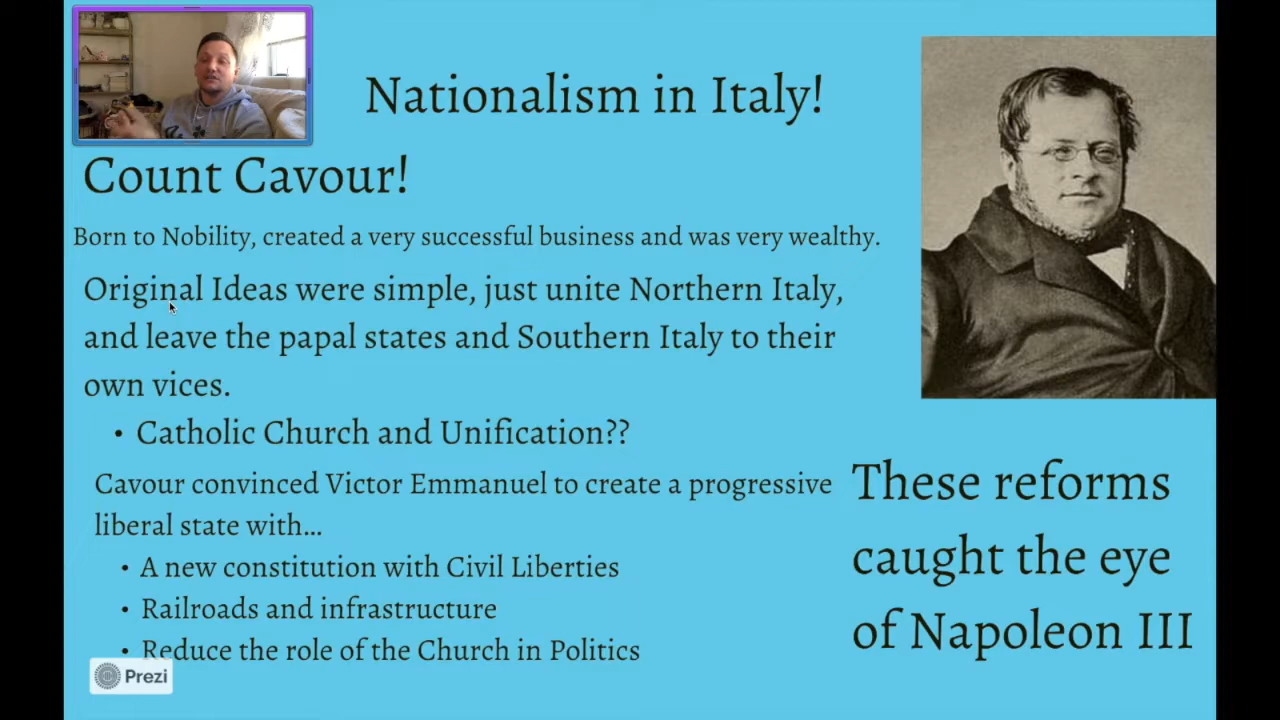 Nationalism in Italy!
Count Cavour!
Born to Nobility, created a very successful business and was very wealthy.
Original Ideas were simple, just unite Northern Italy,
and leave the papal states and Southern Italy to their
own vices.
• Catholic Church and Unification??
Cavour convinced Victor Emmanuel to create a progressive
liberal state with...
• A new constitution with Civil Liberties
• Railroads and infrastructure
• Reduce the role of the Church in Politics
These reforms
caught the eye
of Napoleon III
Prezi